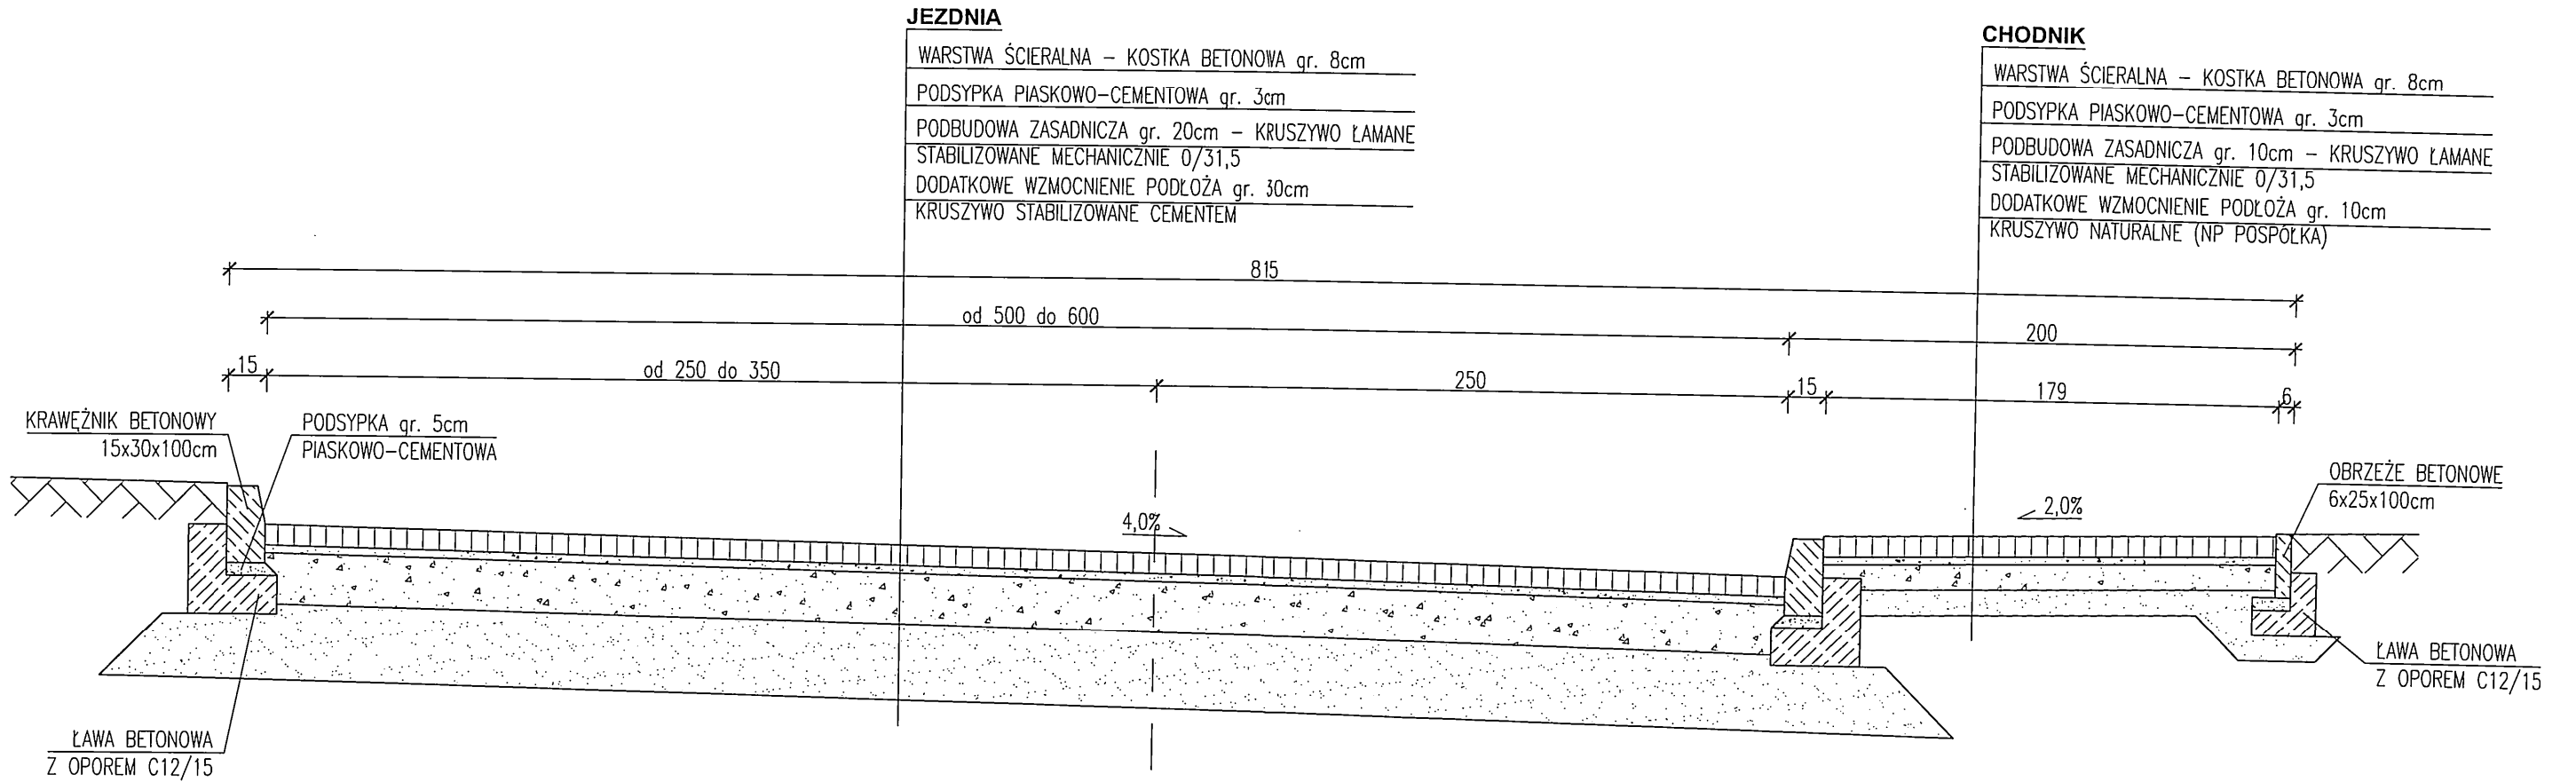 JEZDNIA
WARSTWA ŚCIERALNA – KOSTKA BETONOWA gr. 8cm
PODSYPKA PIASKOWO-CEMENTOWA gr. 3cm
PODBUDOWA ZASADNICZA gr. 20cm – KRUSZYWO ŁAMANE
STABILIZOWANE MECHANICZNIE 0/31,5
DODATKOWE WZMOCNIENIE PODŁOŻA gr. 30cm
KRUSZYWO STABILIZOWANE CEMENTEM
CHODNIK
WARSTWA ŚCIERALNA – KOSTKA BETONOWA gr. 8cm
PODSYPKA PIASKOWO-CEMENTOWA gr. 3cm
PODBUDOWA ZASADNICZA gr. 10cm – KRUSZYWO ŁAMANE
STABILIZOWANE MECHANICZNIE 0/31,5
DODATKOWE WZMOCNIENIE PODŁOŻA gr. 10cm
KRUSZYWO NATURALNE (NP POSPÓŁKA)
815
od 500 do 600
200
15
od 250 do 350
250
15
179
6
KRAWĘŻNIK BETONOWY
15x30x100cm
PODSYPKA gr. 5cm
PIASKOWO-CEMENTOWA
4,0%
2,0%
OBRZEŻE BETONOWE
6x25x100cm
ŁAWA BETONOWA
Z OPOREM C12/15
ŁAWA BETONOWA
Z OPOREM C12/15